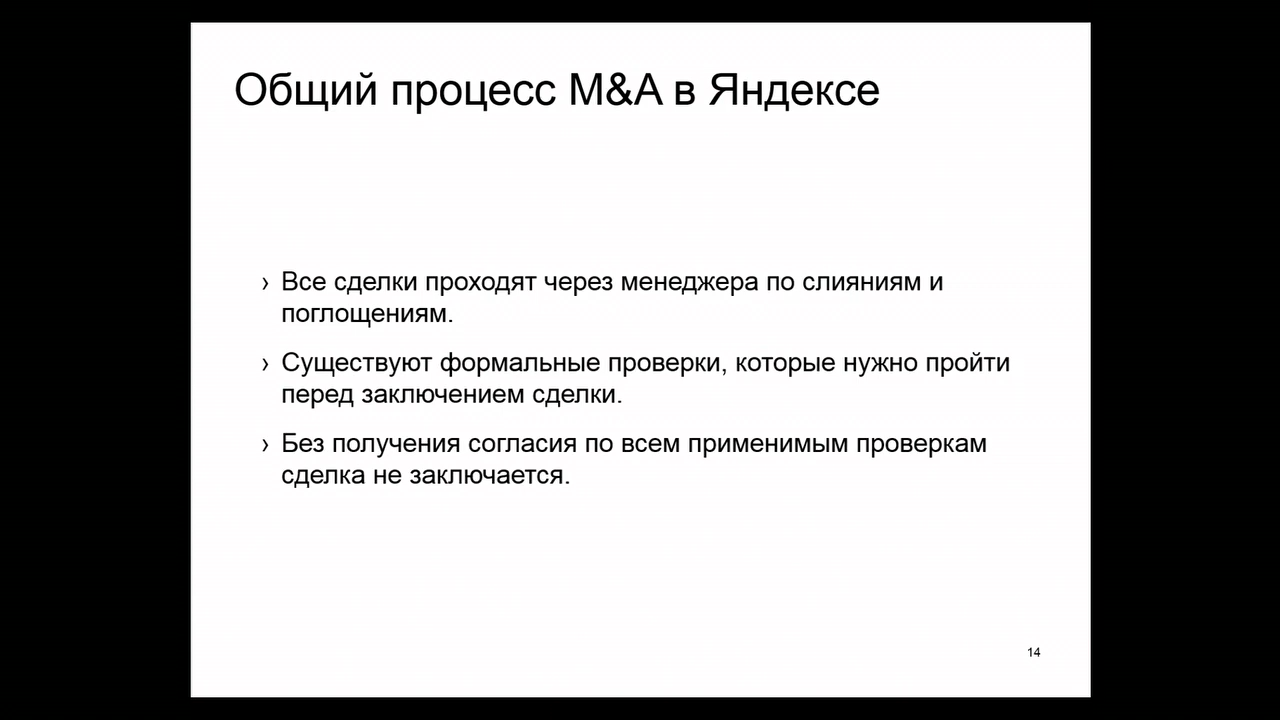 Общий процесс M&A в Яндексе
› Все сделки проходят через менеджера по слияниям и
поглощениям.
› Существуют формальные проверки, которые нужно пройти
перед заключением сделки.
› Без получения согласия по всем применимым проверкам
сделка не заключается.
14